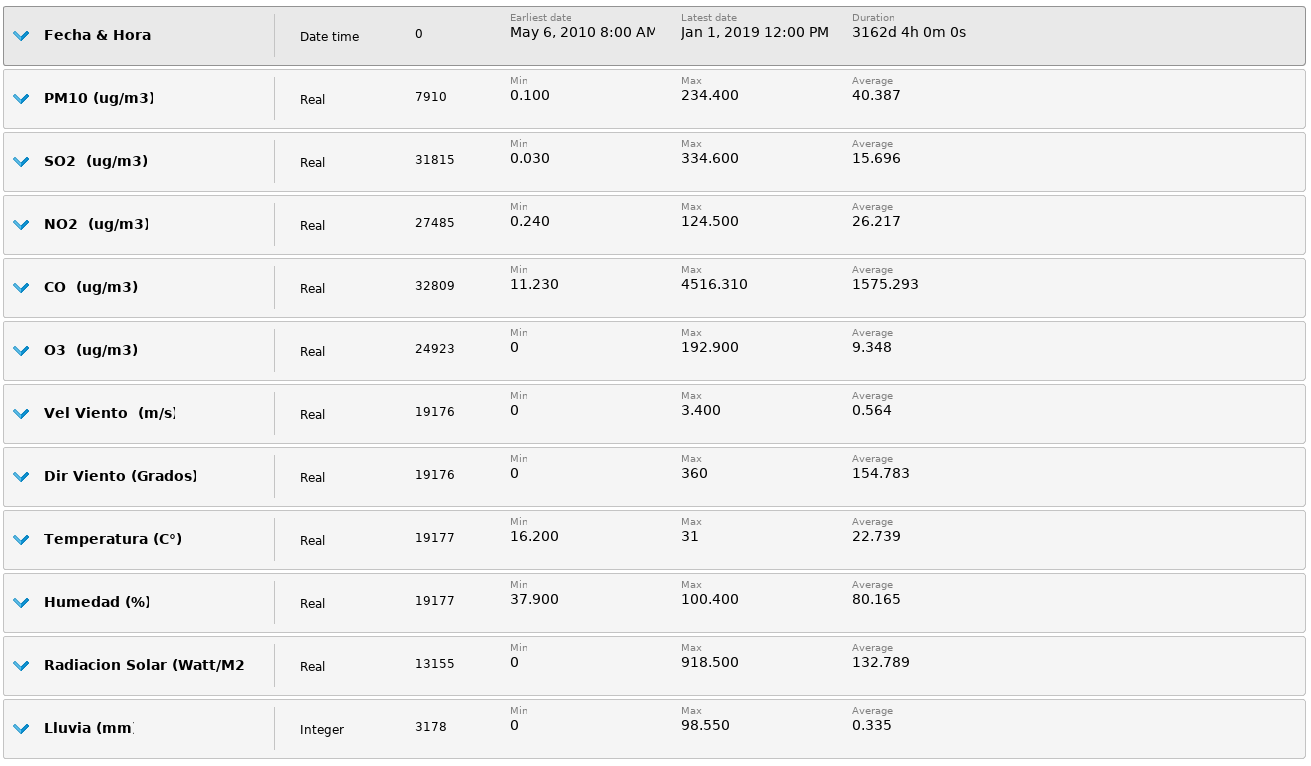 Fecha & Hora Date time 0 Earliest date May 6, 2010 8:00 AM Latest date Jan 1, 2019 12:00 PM Duration 3162d 4h 0m 0s
PM10 (ug/m3) Real 7910 Min 0.100 Max 234.400 Average 40.387
SO2 (ug/m3) Real 31815 Min 0.030 Max 334.600 Average 15.696
NO2 (ug/m3) Real 27485 Min 0.240 Max 124.500 Average 26.217
CO (ug/m3) Real 32809 Min 11.230 Max 4516.310 Average 1575.293
O3 (ug/m3) Real 24923 Min 0 Max 192.900 Average 9.348
Vel Viento (m/s) Real 19176 Min 0 Max 3.400 Average 0.564
Dir Viento (Grados) Real 19176 Min 0 Max 360 Average 154.783
Temperatura (C°) Real 19177 Min 16.200 Max 31 Average 22.739
Humedad (%) Real 19177 Min 37.900 Max 100.400 Average 80.165
Radiacion Solar (Watt/M2 Real 13155 Min 0 Max 918.500 Average 132.789
Lluvia (mm) Integer 3178 Min 0 Max 98.550 Average 0.335